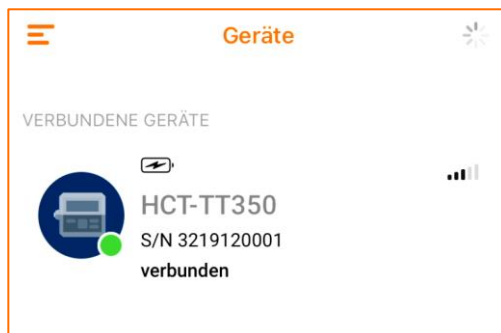 Geräte
VERBUNDENE GERÄTE
HCT-TT350
S/N 3219120001
verbunden